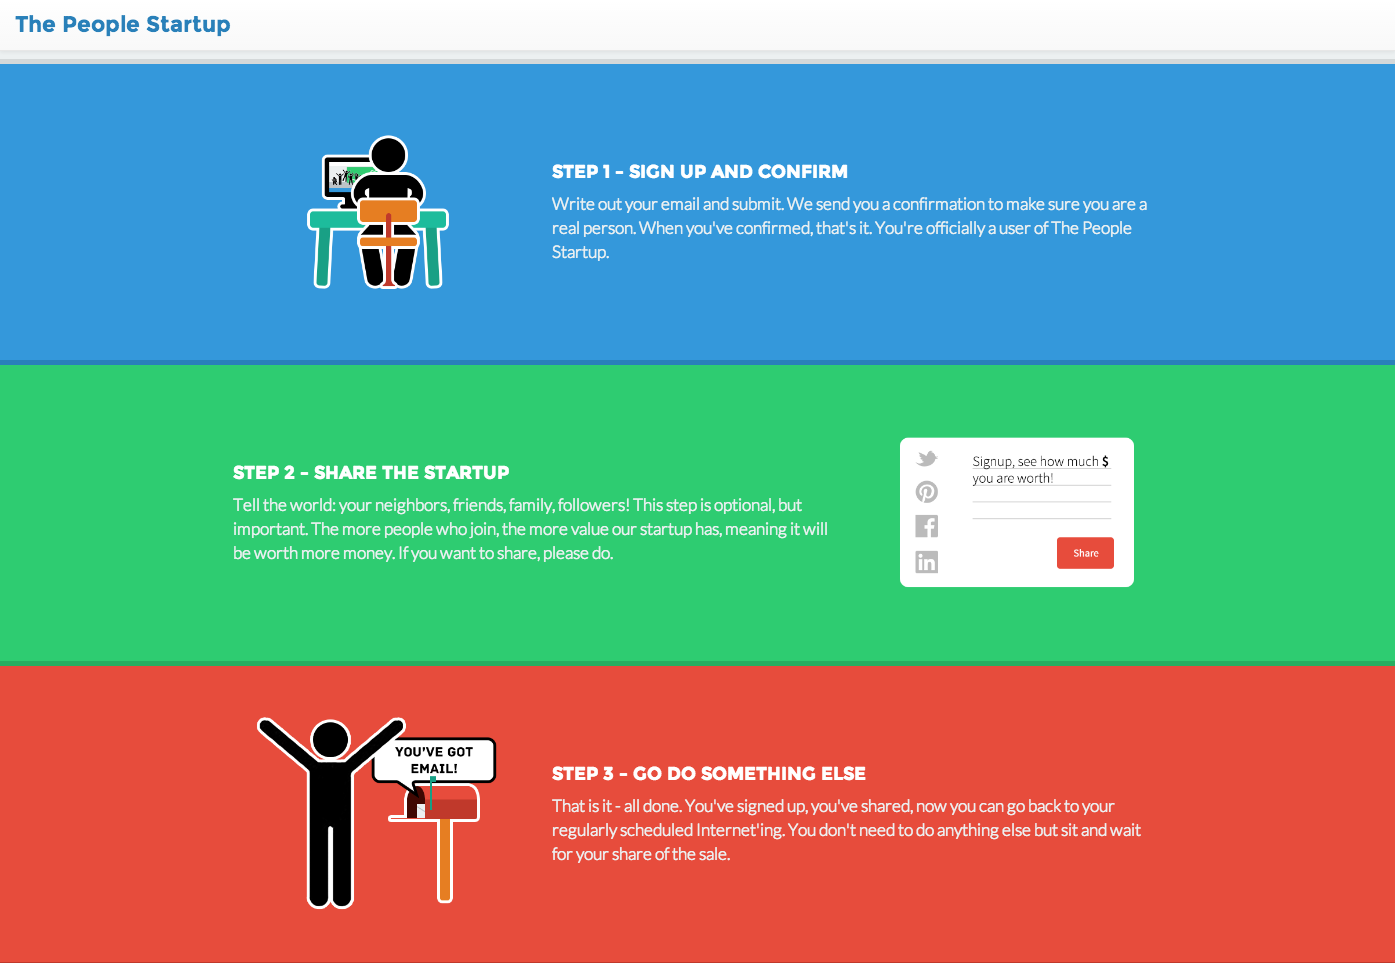 The People Startup
STEP 1 - SIGN UP AND CONFIRM
Write out your email and submit. We send you a confirmation to make sure you are a
real person. When you've confirmed, that's it. You're officially a user of The People
Startup.
STEP 2 - SHARE THE STARTUP
Tell the world: your neighbors, friends, family, followers! This step is optional, but
important. The more people who join, the more value our startup has, meaning it will
be worth more money. If you want to share, please do.
Signup, see how much $
you are worth!
Share
YOU'VE GOT
EMAIL!
STEP 3 - GO DO SOMETHING ELSE
That is it - all done. You've signed up, you've shared, now you can go back to your
regularly scheduled Internet'ing. You don't need to do anything else but sit and wait
for your share of the sale.